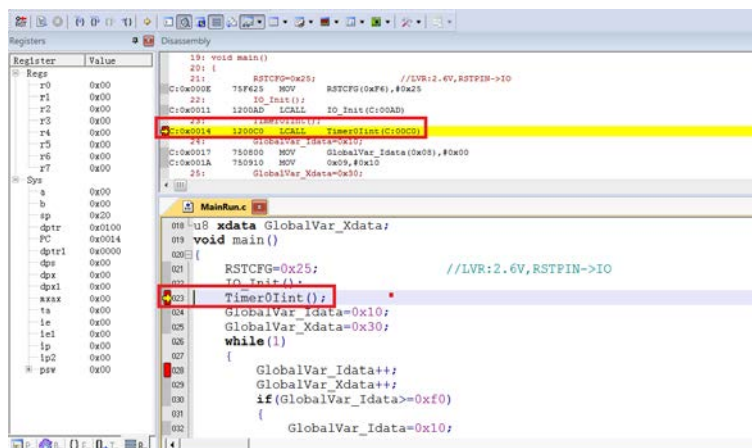 Registers
Register Value
Regs
r0 0x00
r1 0x00
r2 0x00
r3 0x00
r4 0x00
r5 0x00
r6 0x00
r7 0x00
Sys
a 0x00
b 0x00
sp 0x20
dptr 0x0100
PC 0x0014
dptr1 0x0000
dps 0x00
dpx 0x00
dpx1 0x00
mxax 0x00
ta 0x00
ie 0x00
ie1 0x00
ip 0x00
ip2 0x00
psw 0x00
Disassembly
19: void main()
20: {
21: RSTCFG=0x25; //LVR:2.6V,RSTPIN->IO
C:0x000E 75F625 MOV RSTCFG(0xF6),#0x25
22: IO_Init();
C:0x0011 1200AD LCALL IO_Init(C:00AD)
23: Timer0Iint();
C:0x0014 1200C0 LCALL Timer0Iint(C:00C0)
24: GlobalVar_Idata=0x10;
C:0x0017 750800 MOV GlobalVar_Idata(0x08),#0x00
C:0x001A 750910 MOV 0x09,#0x10
25: GlobalVar_Xdata=0x30;
MainRun.c
018 u8 xdata GlobalVar_Xdata;
019 void main()
020 {
021 RSTCFG=0x25; //LVR:2.6V,RSTPIN->IO
022 IO_Init();
023 Timer0Iint();
024 GlobalVar_Idata=0x10;
025 GlobalVar_Xdata=0x30;
026 while(1)
027 {
028 GlobalVar_Idata++;
029 GlobalVar_Xdata++;
030 if(GlobalVar_Idata>=0xf0)
031 {
032 GlobalVar_Idata=0x10;